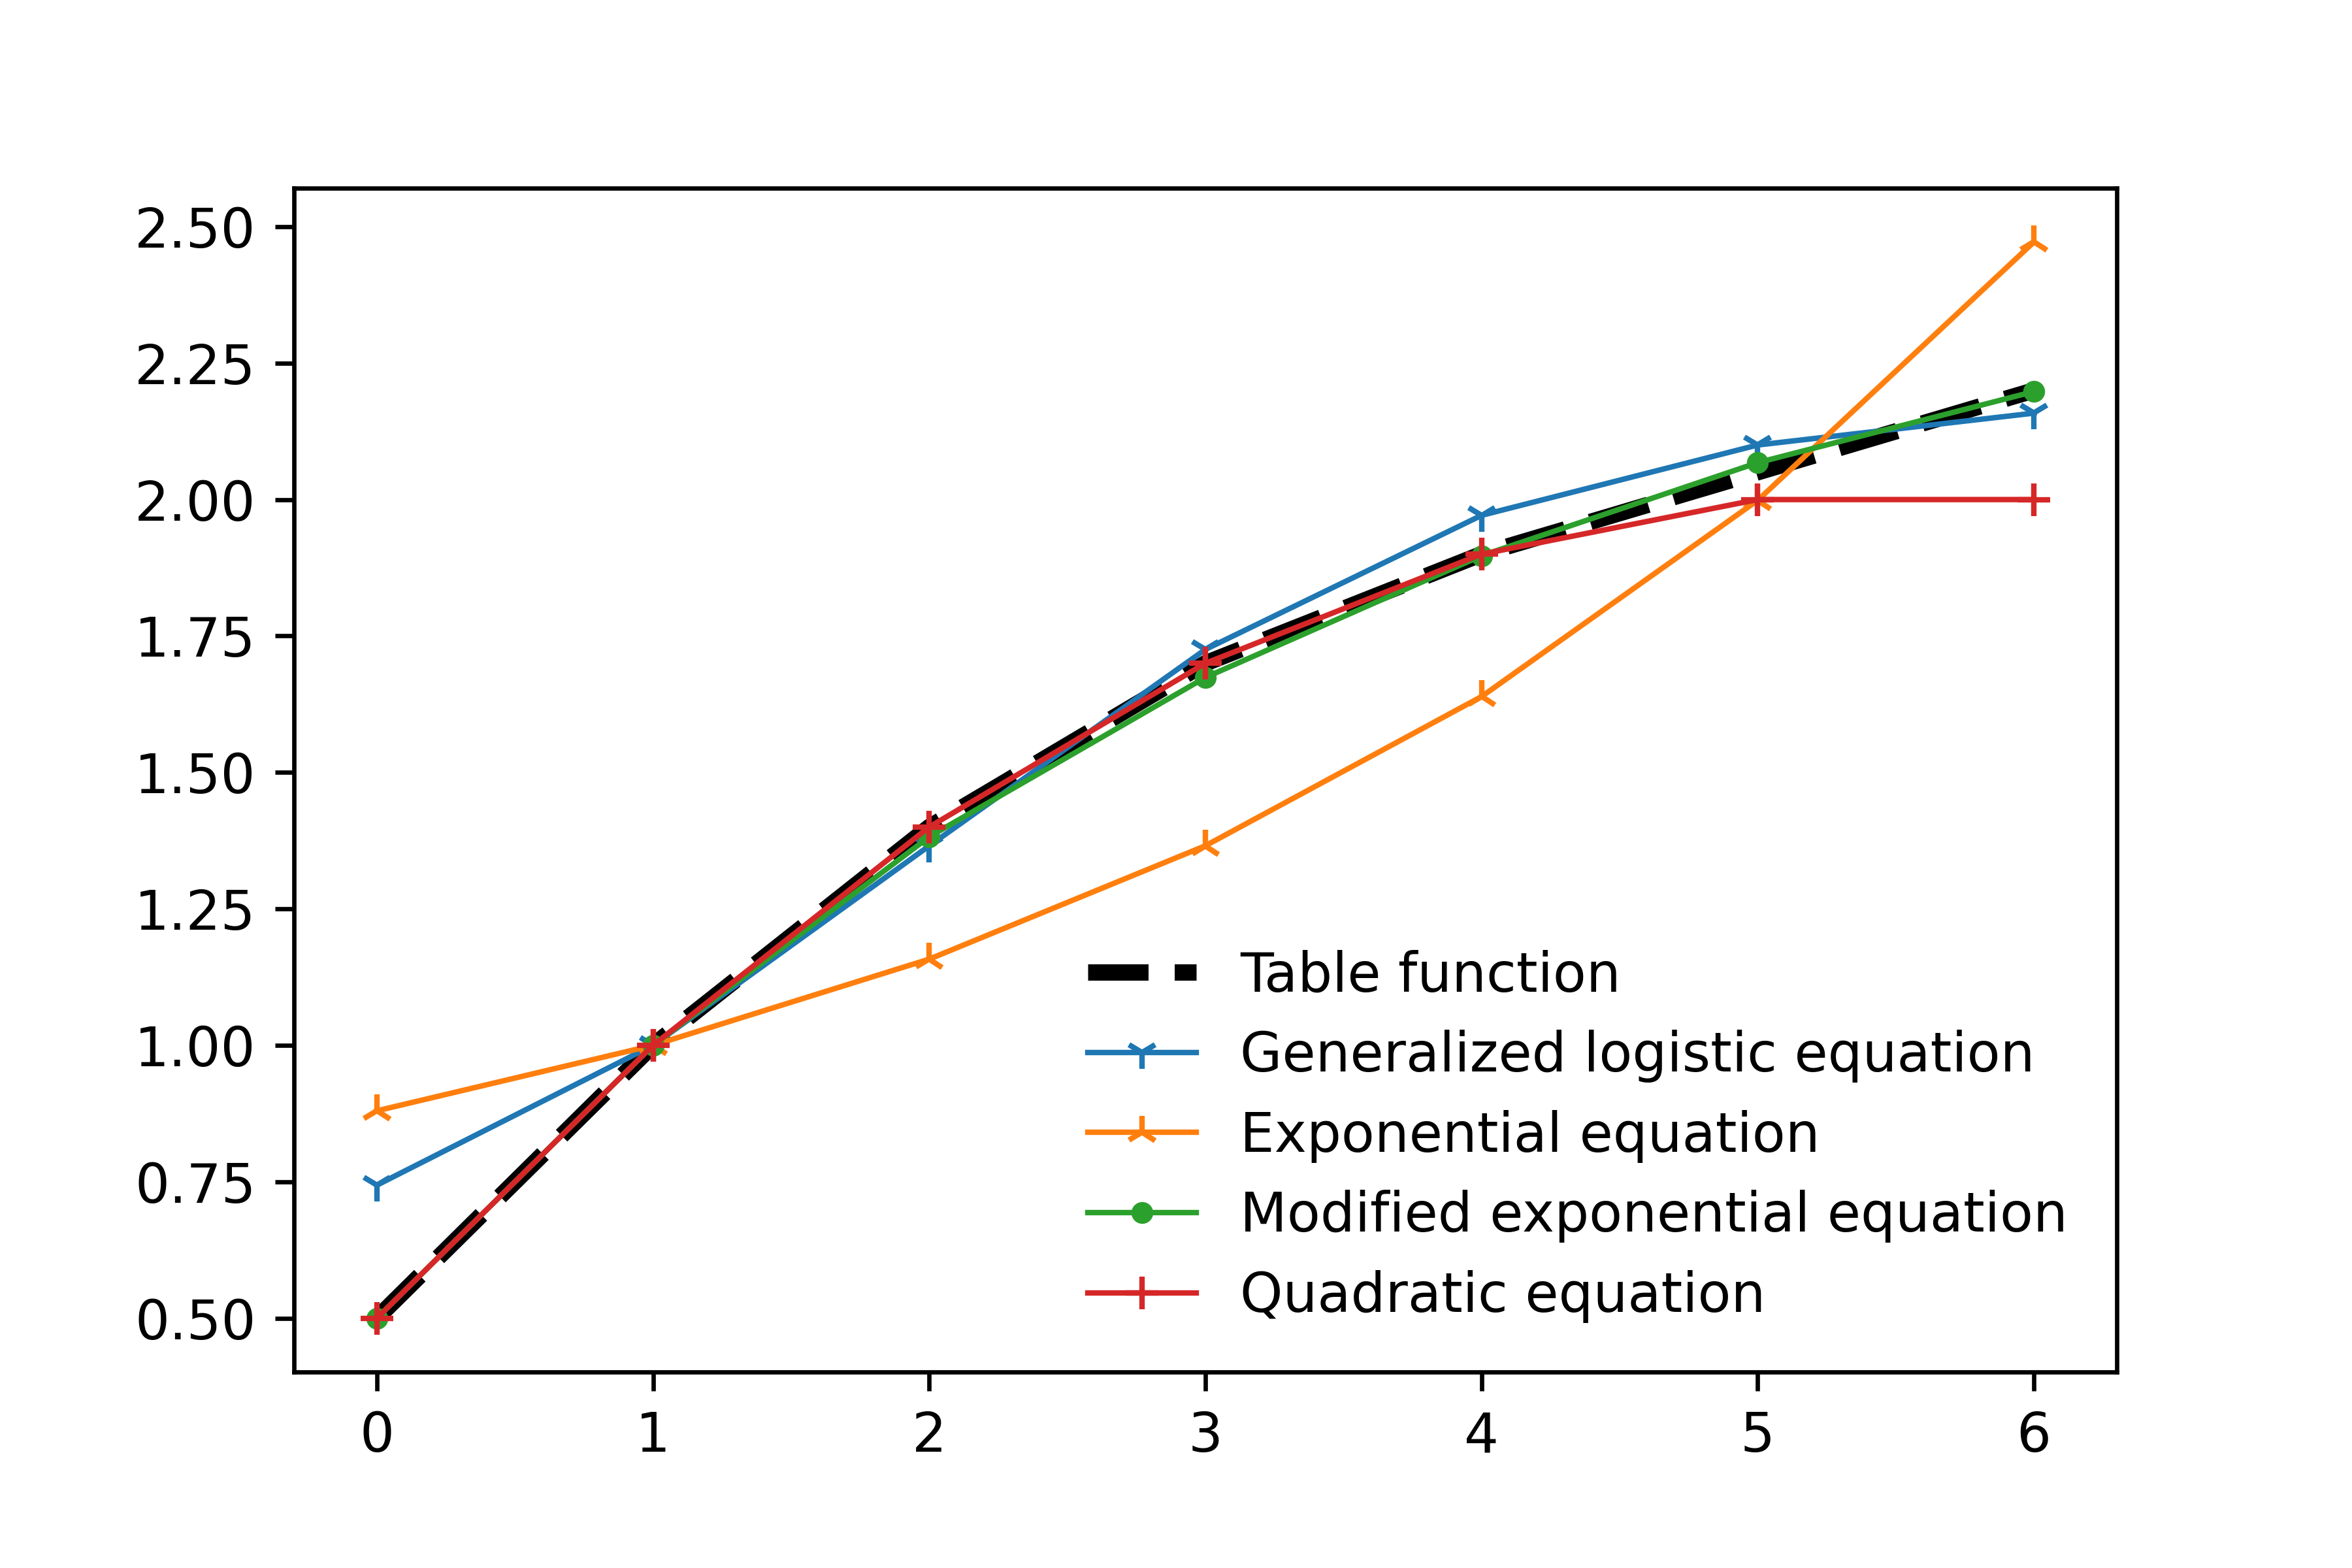 2.50
2.25
2.00
1.75
1.50
1.25
1.00
0.75
0.50
Table function
Generalized logistic equation
Exponential equation
Modified exponential equation
Quadratic equation
0 1 2 3 4 5 6